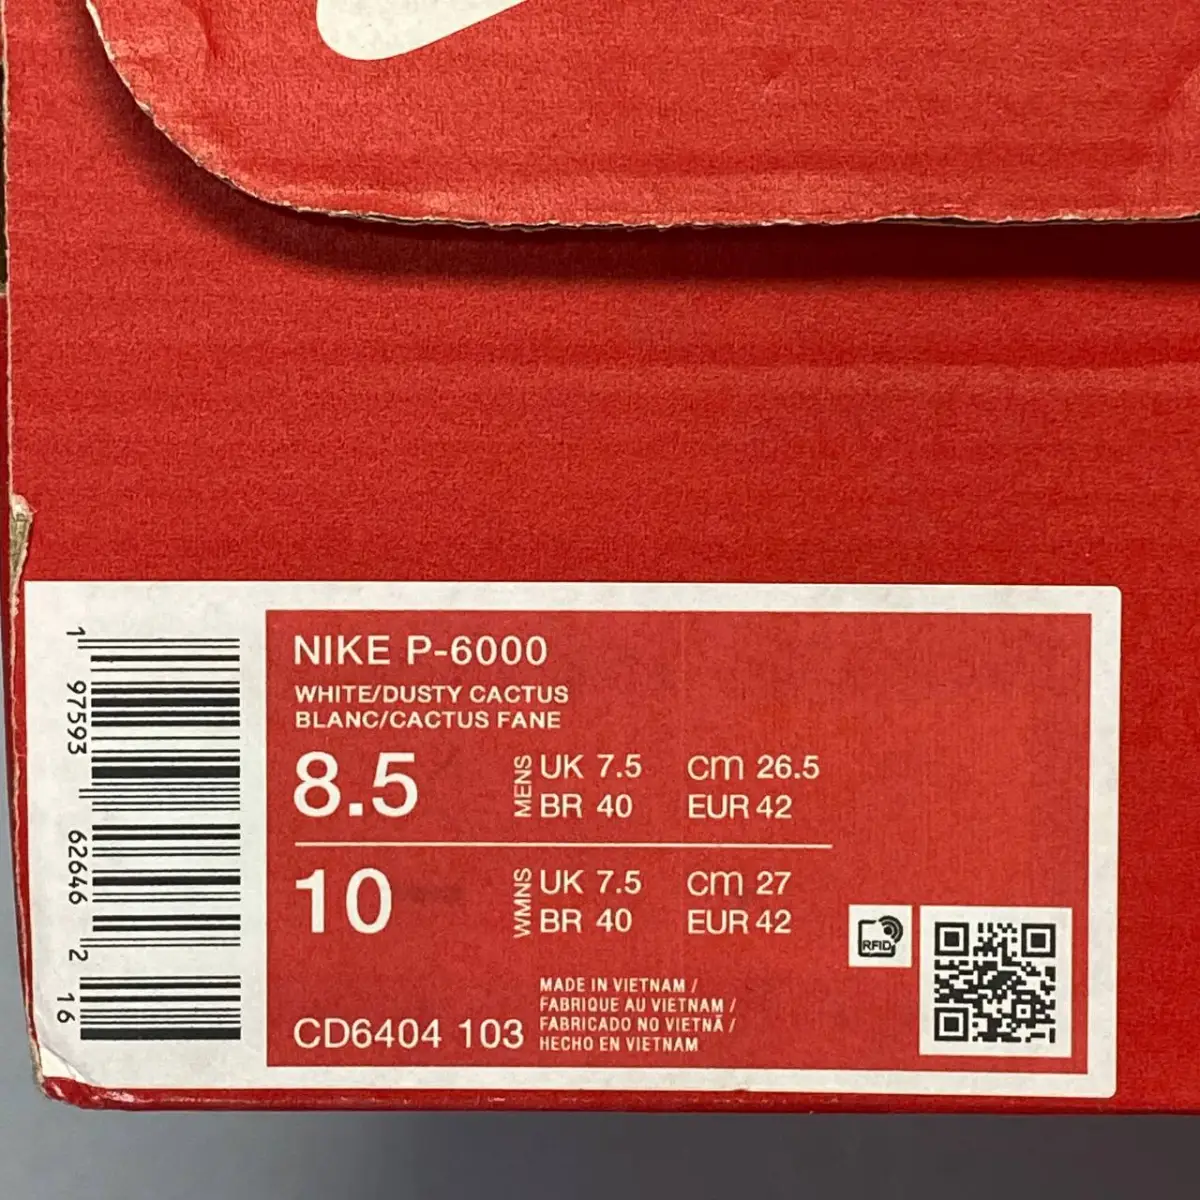 NIKE P-6000
WHITE/DUSTY CACTUS
BLANC/CACTUS FANE
8.5 MENS UK 7.5 cm 26.5
BR 40 EUR 42
10 WMNS UK 7.5 cm 27
BR 40 EUR 42
CD6404 103
MADE IN VIETNAM /
FABRIQUE AU VIETNAM /
FABRICADO NO VIETNÃ /
HECHO EN VIETNAM
RFID
1 97593 62646 2 16